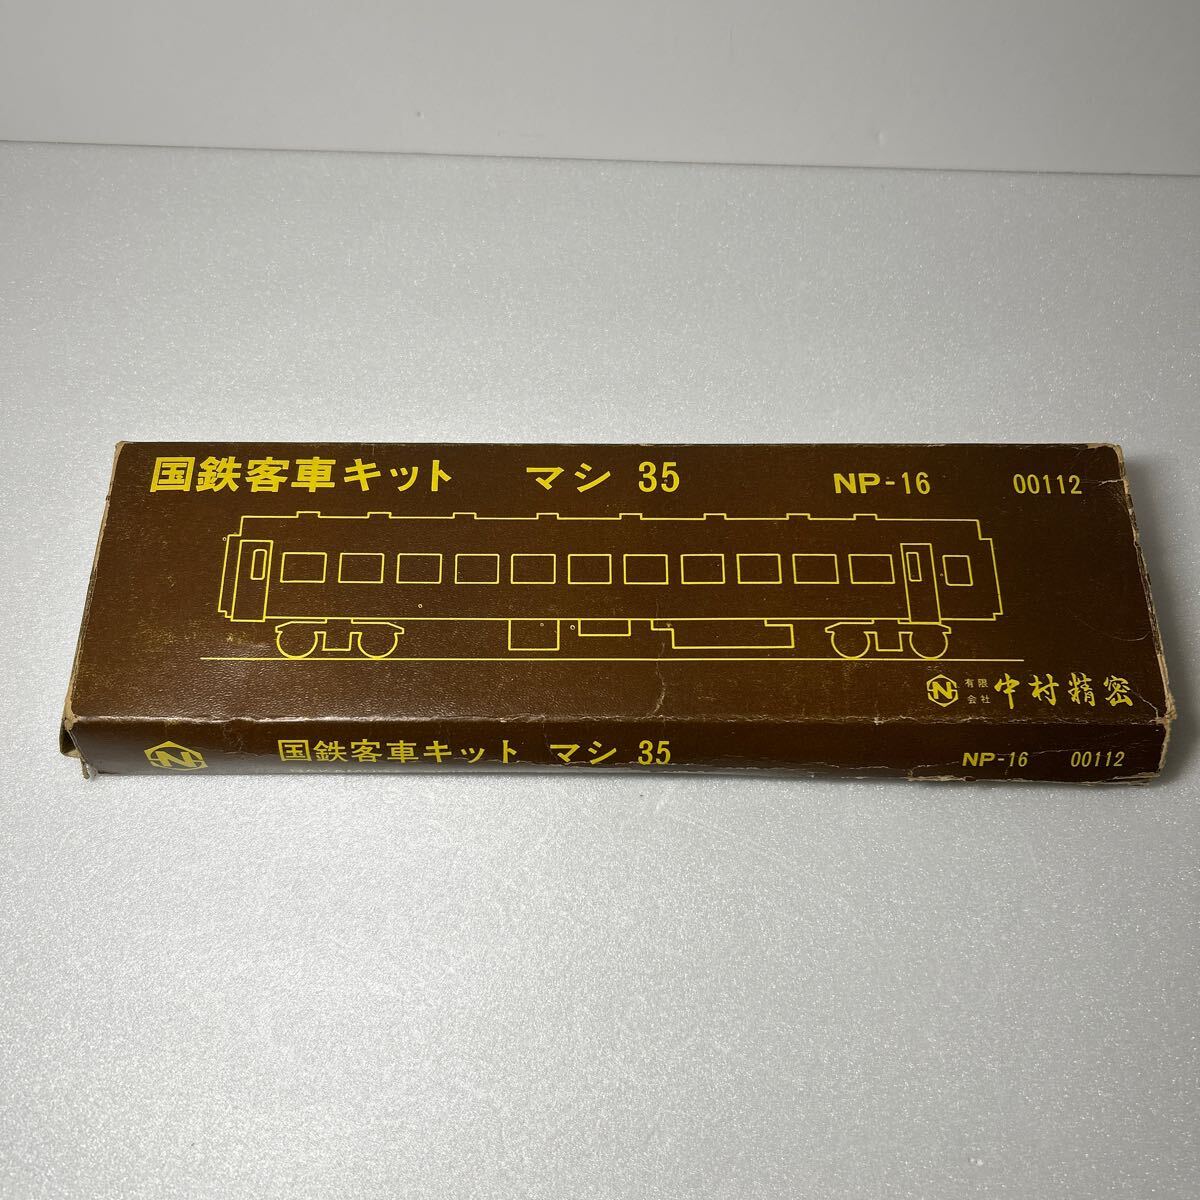 国鉄客車キット マシ 35 NP-16 00112
N 有限会社 中村精密
N 国鉄客車キット マシ 35 NP-16 00112